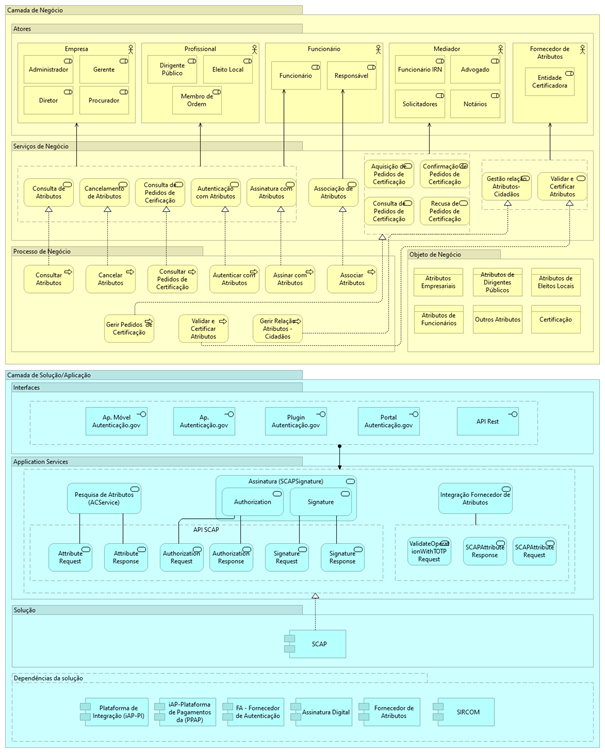 Camada de Negócio
Atores
Empresa
Administrador
Gerente
Diretor
Procurador
Profissional
Dirigente
Público
Eleito Local
Membro de
Ordem
Funcionário
Funcionário
Responsável
Mediador
Funcionário IRN
Advogado
Solicitadores
Notários
Fornecedor de
Atributos
Entidade
Certificadora
Serviços de Negócio
Consulta de
Atributos
Cancelamento
de Atributos
Consulta de
Pedidos de
Cerificação
Autenticação
com Atributos
Assinatura com
Atributos
Associação de
Atributos
Aquisição de
Pedidos de
Certificação
Confirmação de
Pedidos de
Certificação
Consulta de
Pedidos de
Certificação
Recusa de
Pedidos de
Certificação
Gestão relação
Atributos-
Cidadãos
Validar e
Certificar
Atributos
Processo de Negócio
Consultar
Atributos
Cancelar
Atributos
Consultar
Pedidos de
Certificação
Autenticar com
Atributos
Assinar com
Atributos
Associar
Atributos
Gerir Pedidos de
Certificação
Validar e
Certificar
Atributos
Gerir Relação
Atributos -
Cidadãos
Objeto de Negócio
Atributos
Empresariais
Atributos de
Dirigentes
Públicos
Atributos de
Eleitos Locais
Atributos de
Funcionários
Outros Atributos
Certificação
Camada de Solução/Aplicação
Interfaces
Ap. Móvel
Autenticação.gov
Ap.
Autenticação.gov
Plugin
Autenticação.gov
Portal
Autenticação.gov
API Rest
Application Services
Pesquisa de Atributos
(ACService)
Assinatura (SCAPSignature)
Authorization
Signature
Integração Fornecedor de
Atributos
API SCAP
Attribute
Request
Attribute
Response
Authorization
Request
Authorization
Response
Signature
Request
Signature
Response
ValidateOperat
ionWithTOTP
Request
SCAPAttribute
Response
SCAPAttribute
Request
Solução
SCAP
Dependências da solução
Plataforma de
Integração (iAP-PI)
iAP-Plataforma
de Pagamentos
da (PPAP)
FA - Fornecedor
de Autenticação
Assinatura Digital
Fornecedor de
Atributos
SIRCOM